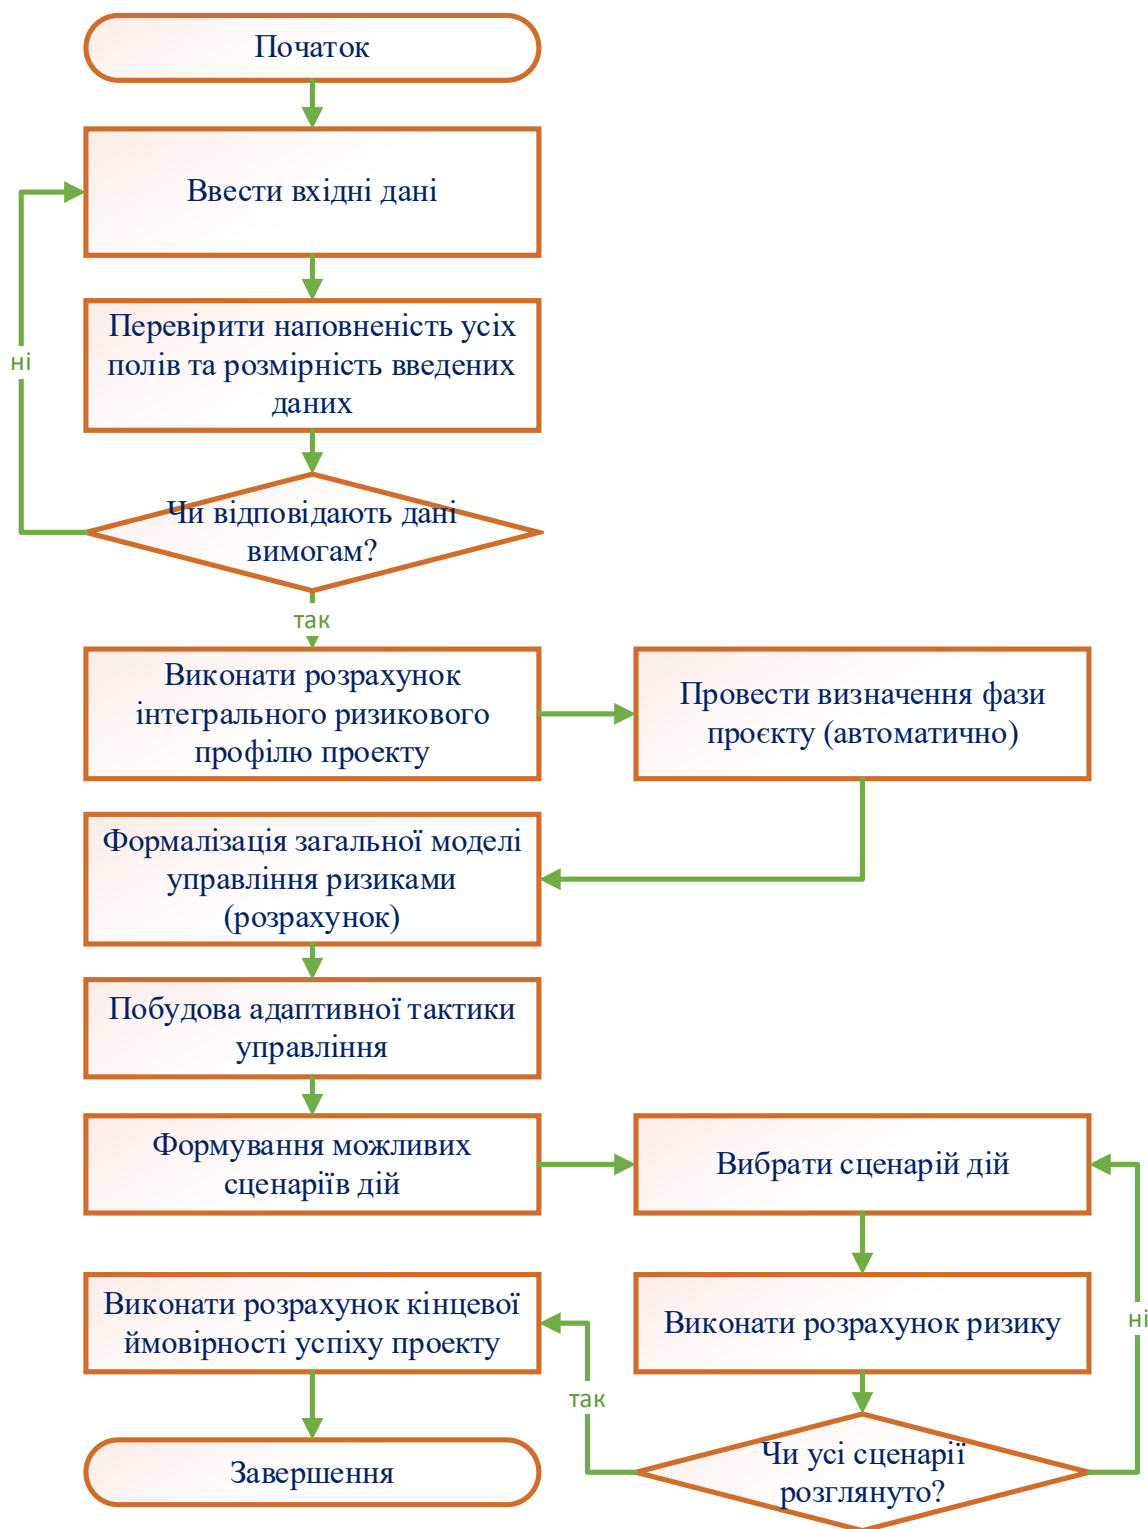 Початок
Ввести вхідні дані
Перевірити наповненість усіх
полів та розмірність введених
даних
ні
Чи відповідають дані
вимогам?
так
Виконати розрахунок
інтегрального ризикового
профілю проекту
Провести визначення фази
проєкту (автоматично)
Формалізація загальної моделі
управління ризиками
(розрахунок)
Побудова адаптивної тактики
управління
Формування можливих
сценаріїв дій
Вибрати сценарій дій
Виконати розрахунок ризику
ні
Чи усі сценарії
розглянуто?
так
Виконати розрахунок кінцевої
ймовірності успіху проекту
Завершення